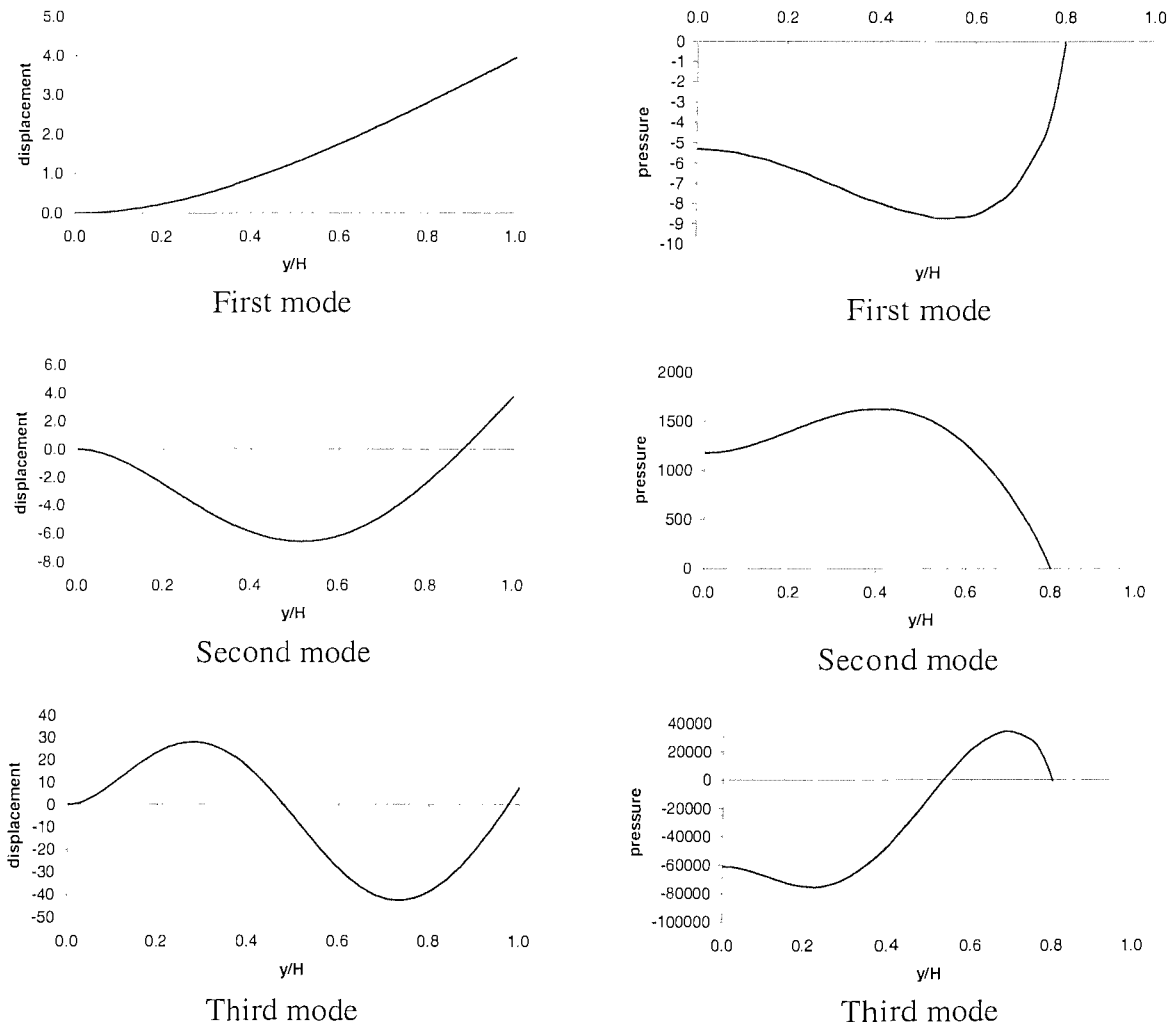 5.0
4.0
3.0
2.0
1.0
0.0
displacement
0.0 0.2 0.4 0.6 0.8 1.0
y/H
First mode
0.0 0.2 0.4 0.6 0.8 1.0
0
-1
-2
-3
-4
-5
-6
-7
-8
-9
-10
pressure
y/H
First mode
6.0
4.0
2.0
0.0
-2.0
-4.0
-6.0
-8.0
displacement
0.0 0.2 0.4 0.6 0.8 1.0
y/H
Second mode
2000
1500
1000
500
0
pressure
0.0 0.2 0.4 0.6 0.8 1.0
y/H
Second mode
40
30
20
10
0
-10
-20
-30
-40
-50
displacement
0.0 0.2 0.4 0.6 0.8 1.0
y/H
Third mode
40000
20000
0
-20000
-40000
-60000
-80000
-100000
pressure
0.0 0.2 0.4 0.6 0.8 1.0
y/H
Third mode